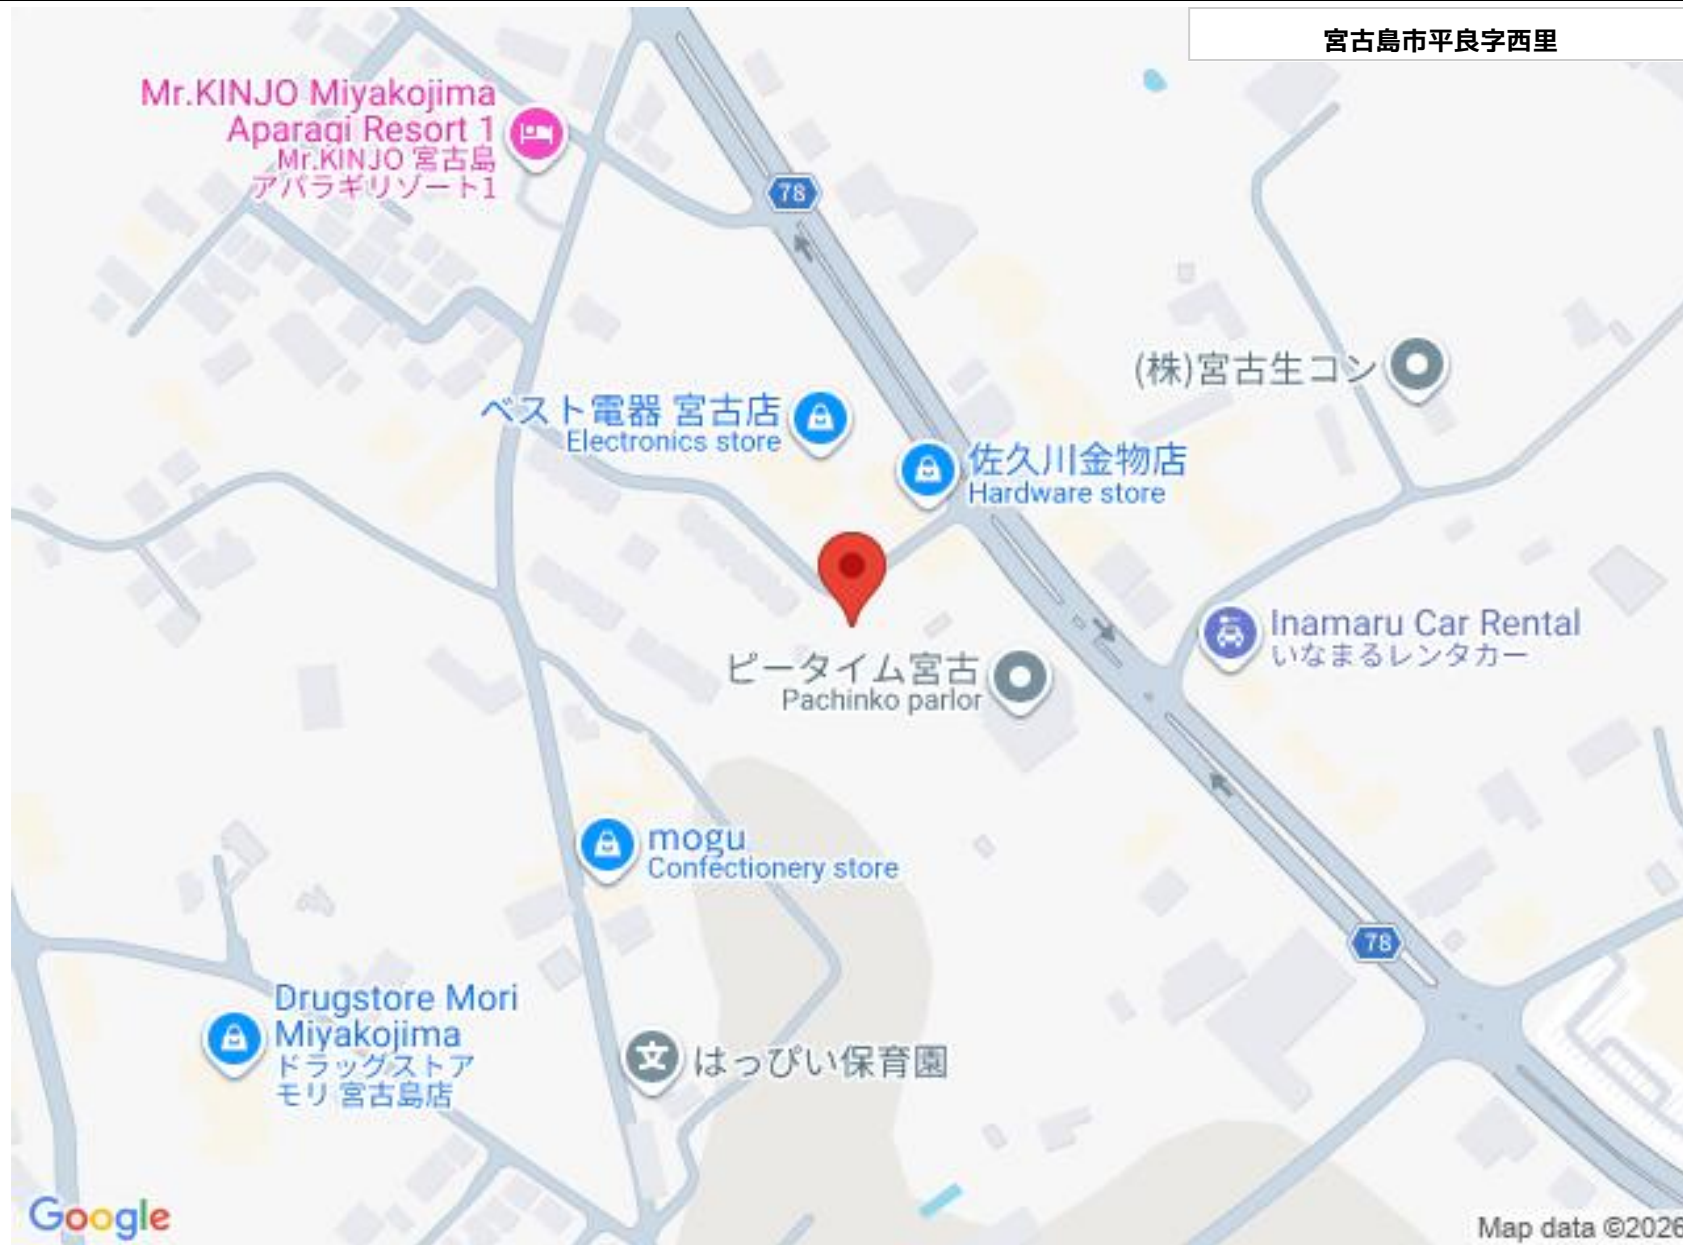 宮古島市平良字西里
Mr.KINJO Miyakojima
Aparagi Resort 1
Mr.KINJO 宮古島
アパラギリゾート1
78
(株)宮古生コン
ベスト電器 宮古店
Electronics store
佐久川金物店
Hardware store
Inamaru Car Rental
いなまるレンタカー
ピータイム宮古
Pachinko parlor
mogu
Confectionery store
78
Drugstore Mori
Miyakojima
ドラッグストア
モリ 宮古島店
文
はっぴい保育園
Google
Map data ©2026